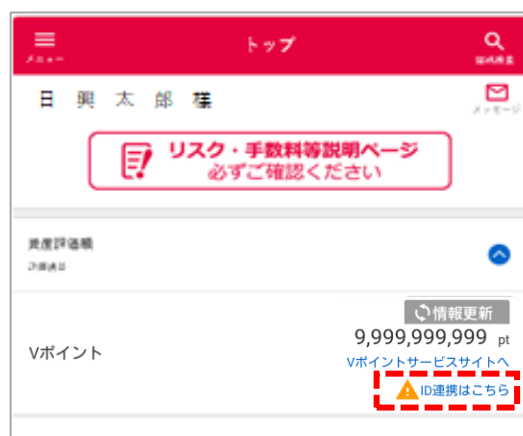 トップ
メニュー
銘柄検索
日 興 太 郎 様
メッセージ
リスク・手数料等説明ページ
必ずご確認ください
資産評価額
情報更新
9,999,999,999 pt
Vポイント
Vポイントサービスサイトへ
ID連携はこちら